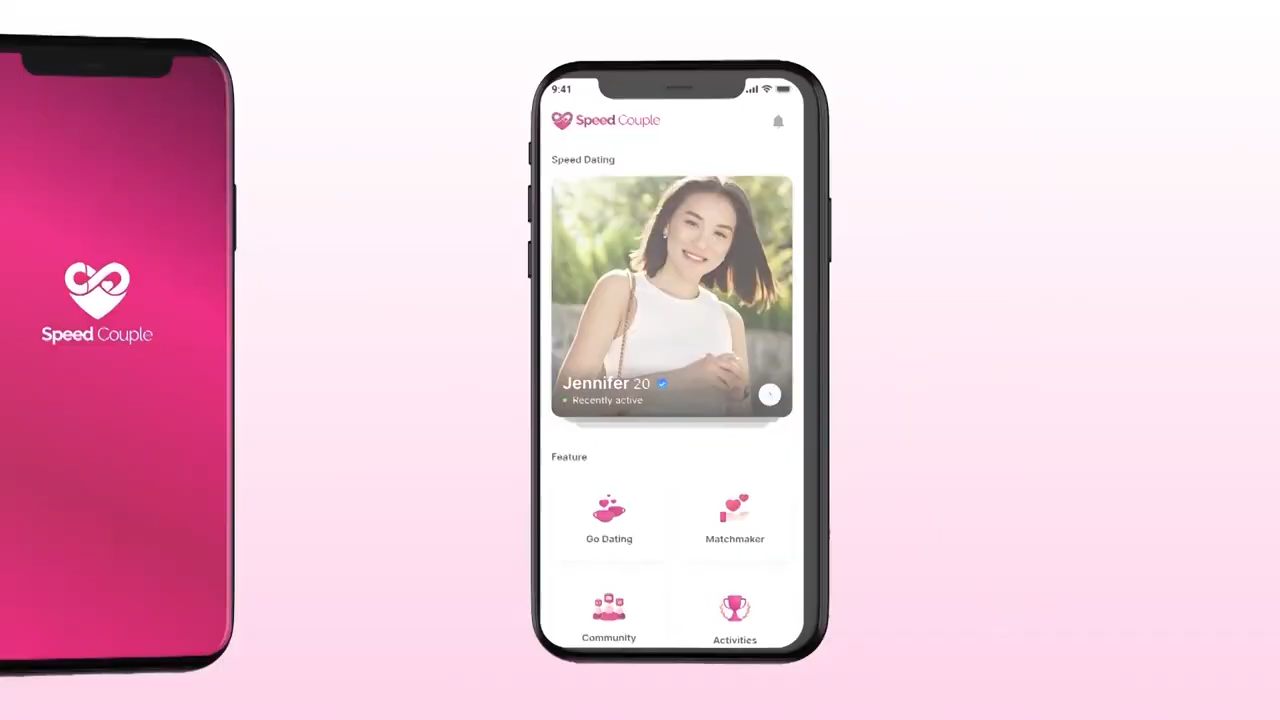 Speed Couple
9:41
Speed Couple
Speed Dating
Jennifer 20
Recently active
Feature
Go Dating
Matchmaker
Community
Activities